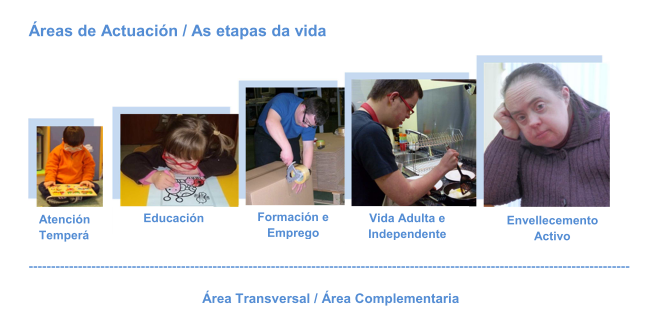 Áreas de Actuación / As etapas da vida
Atención
Temperá
Educación
Formación e
Emprego
Vida Adulta e
Independente
Envellecemento
Activo
Área Transversal / Área Complementaria